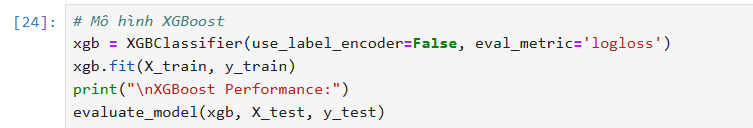 [24]:
# Mô hình XGBoost
xgb = XGBClassifier(use_label_encoder=False, eval_metric='logloss')
xgb.fit(X_train, y_train)
print("\nXGBoost Performance:")
evaluate_model(xgb, X_test, y_test)